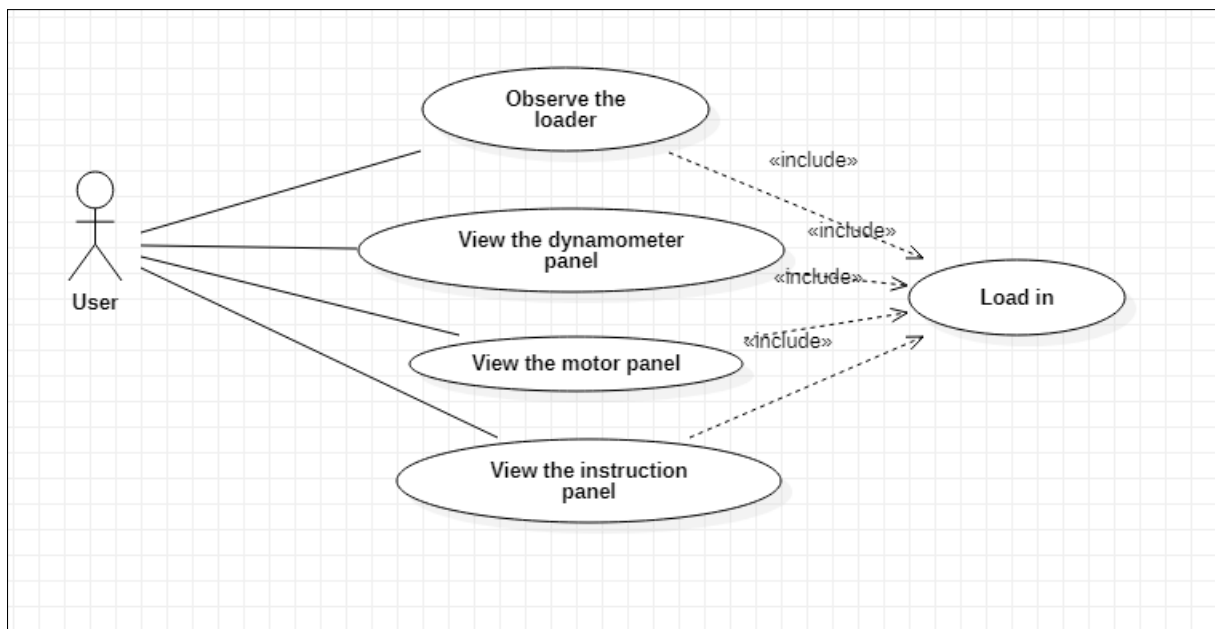 Observe the
loader
«include»
«include»
View the dynamometer
panel
«include»
Load in
User
«include»
View the motor panel
View the instruction
panel